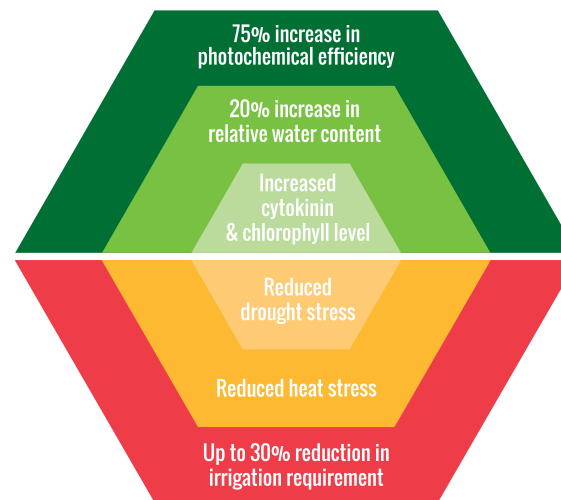 75% increase in
photochemical efficiency
20% increase in
relative water content
Increased
cytokinin
& chlorophyll level
Reduced
drought stress
Reduced heat stress
Up to 30% reduction in
irrigation requirement